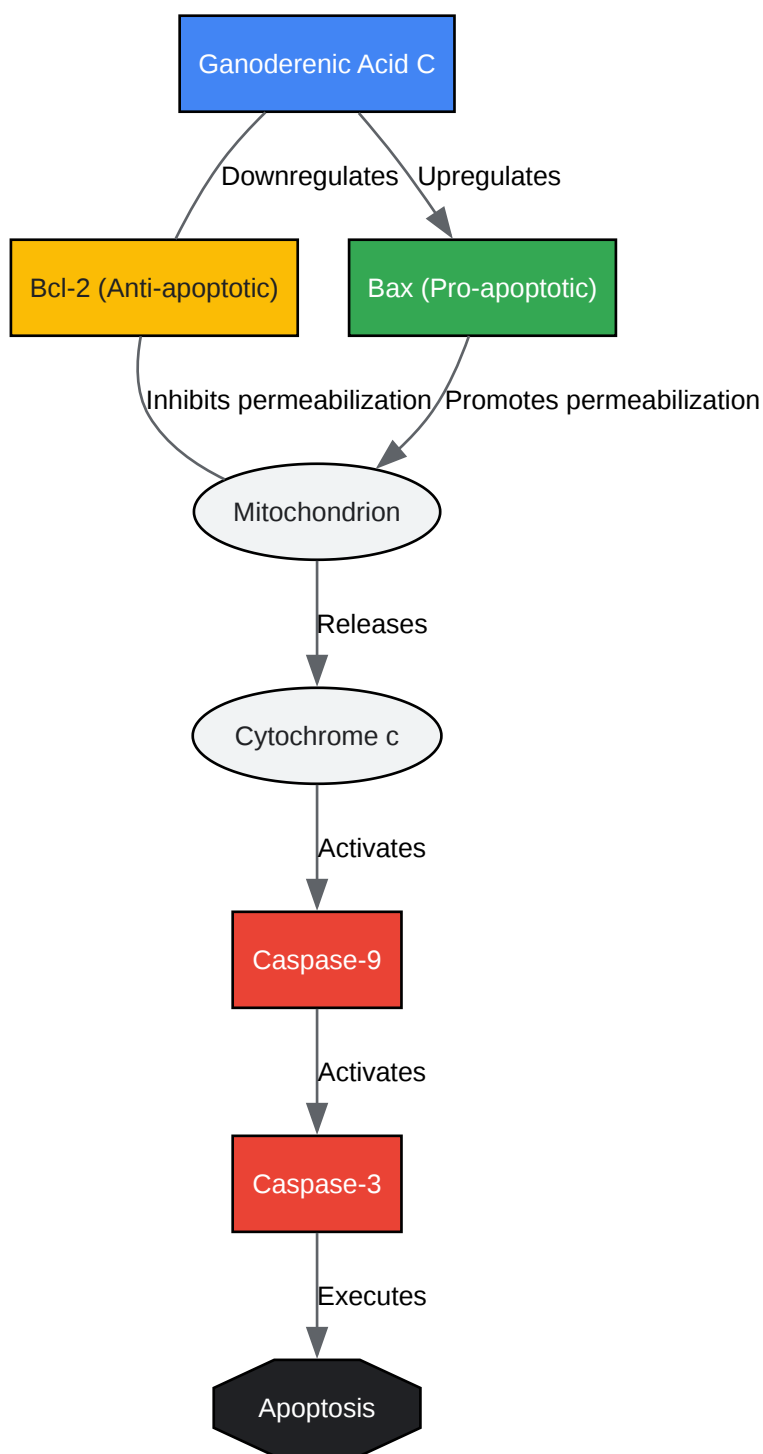 Ganoderenic Acid C
Downregulates
Upregulates
Bcl-2 (Anti-apoptotic)
Bax (Pro-apoptotic)
Inhibits permeabilization
Promotes permeabilization
Mitochondrion
Releases
Cytochrome c
Activates
Caspase-9
Activates
Caspase-3
Executes
Apoptosis